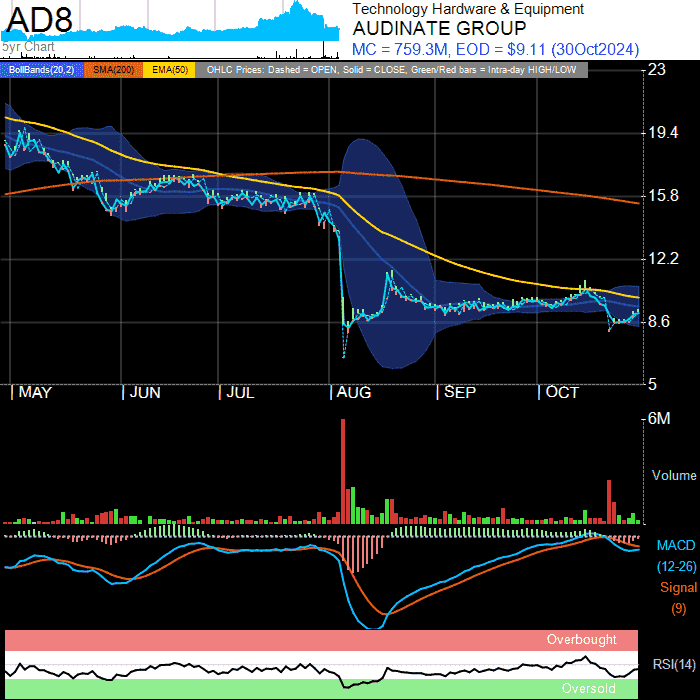 AD8
5yr Chart
Technology Hardware & Equipment
AUDINATE GROUP
MC = 759.3M, EOD = $9.11 (30Oct2024)
BollBands(20,2) SMA(200) EMA(50) OHLC Prices: Dashed = OPEN, Solid = CLOSE, Green/Red bars = Intra-day HIGH/LOW
23
19.4
15.8
12.2
8.6
5
MAY JUN JUL AUG SEP OCT
6M
Volume
MACD
(12-26)
Signal
(9)
Overbought
RSI(14)
Oversold